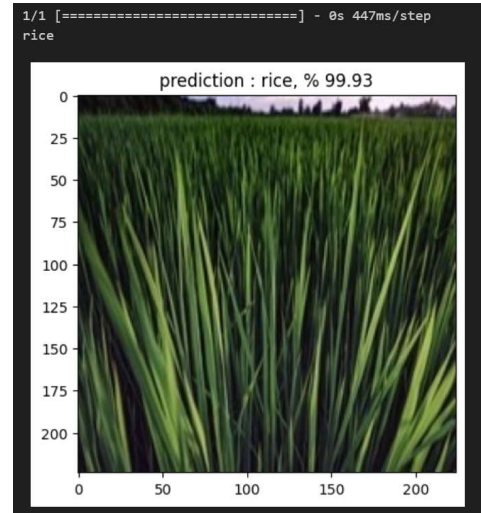 1/1 [==============================] - 0s 447ms/step
rice
prediction : rice, % 99.93
0
25
50
75
100
125
150
175
200
0 50 100 150 200